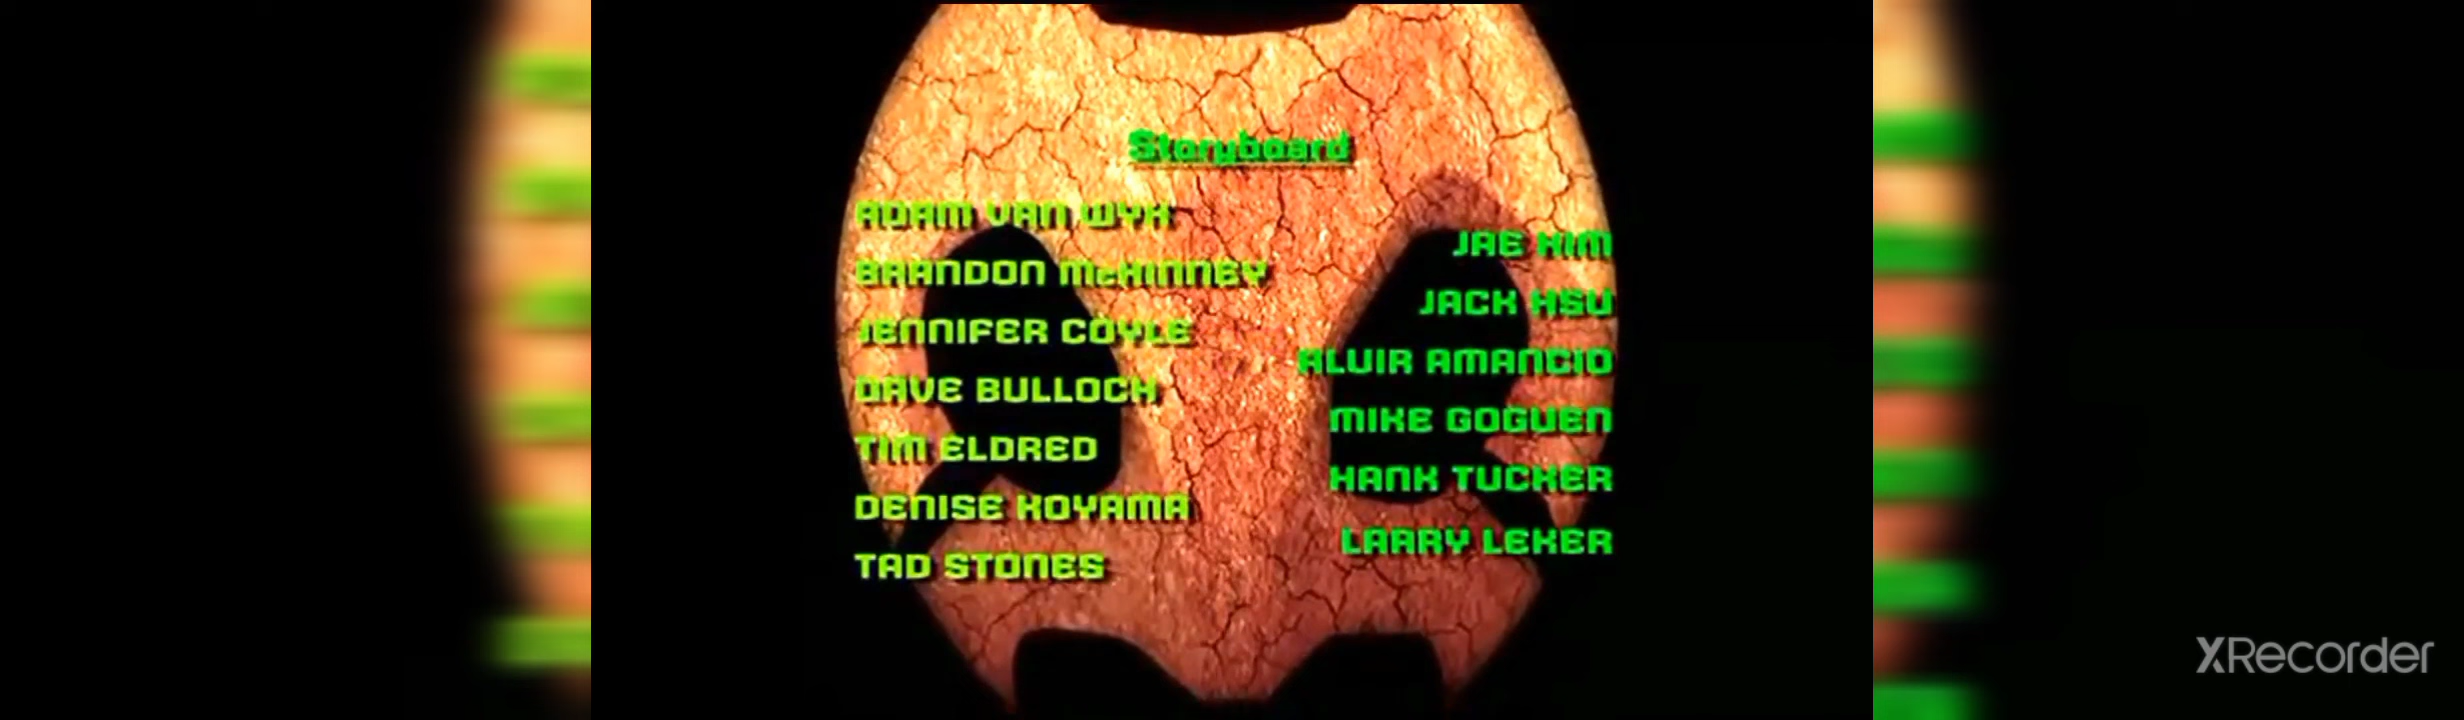 Storyboard
ADAM VAN WYK
BRANDON McKINNEY
JENNIFER COYLE
DAVE BULLOCK
TIM ELDRED
DENISE KOYAMA
TAD STONES
JAE KIM
JACK HSU
ALUIR AMANCIO
MIKE GOGUEN
HANK TUCKER
LARRY LEKER
XRecorder